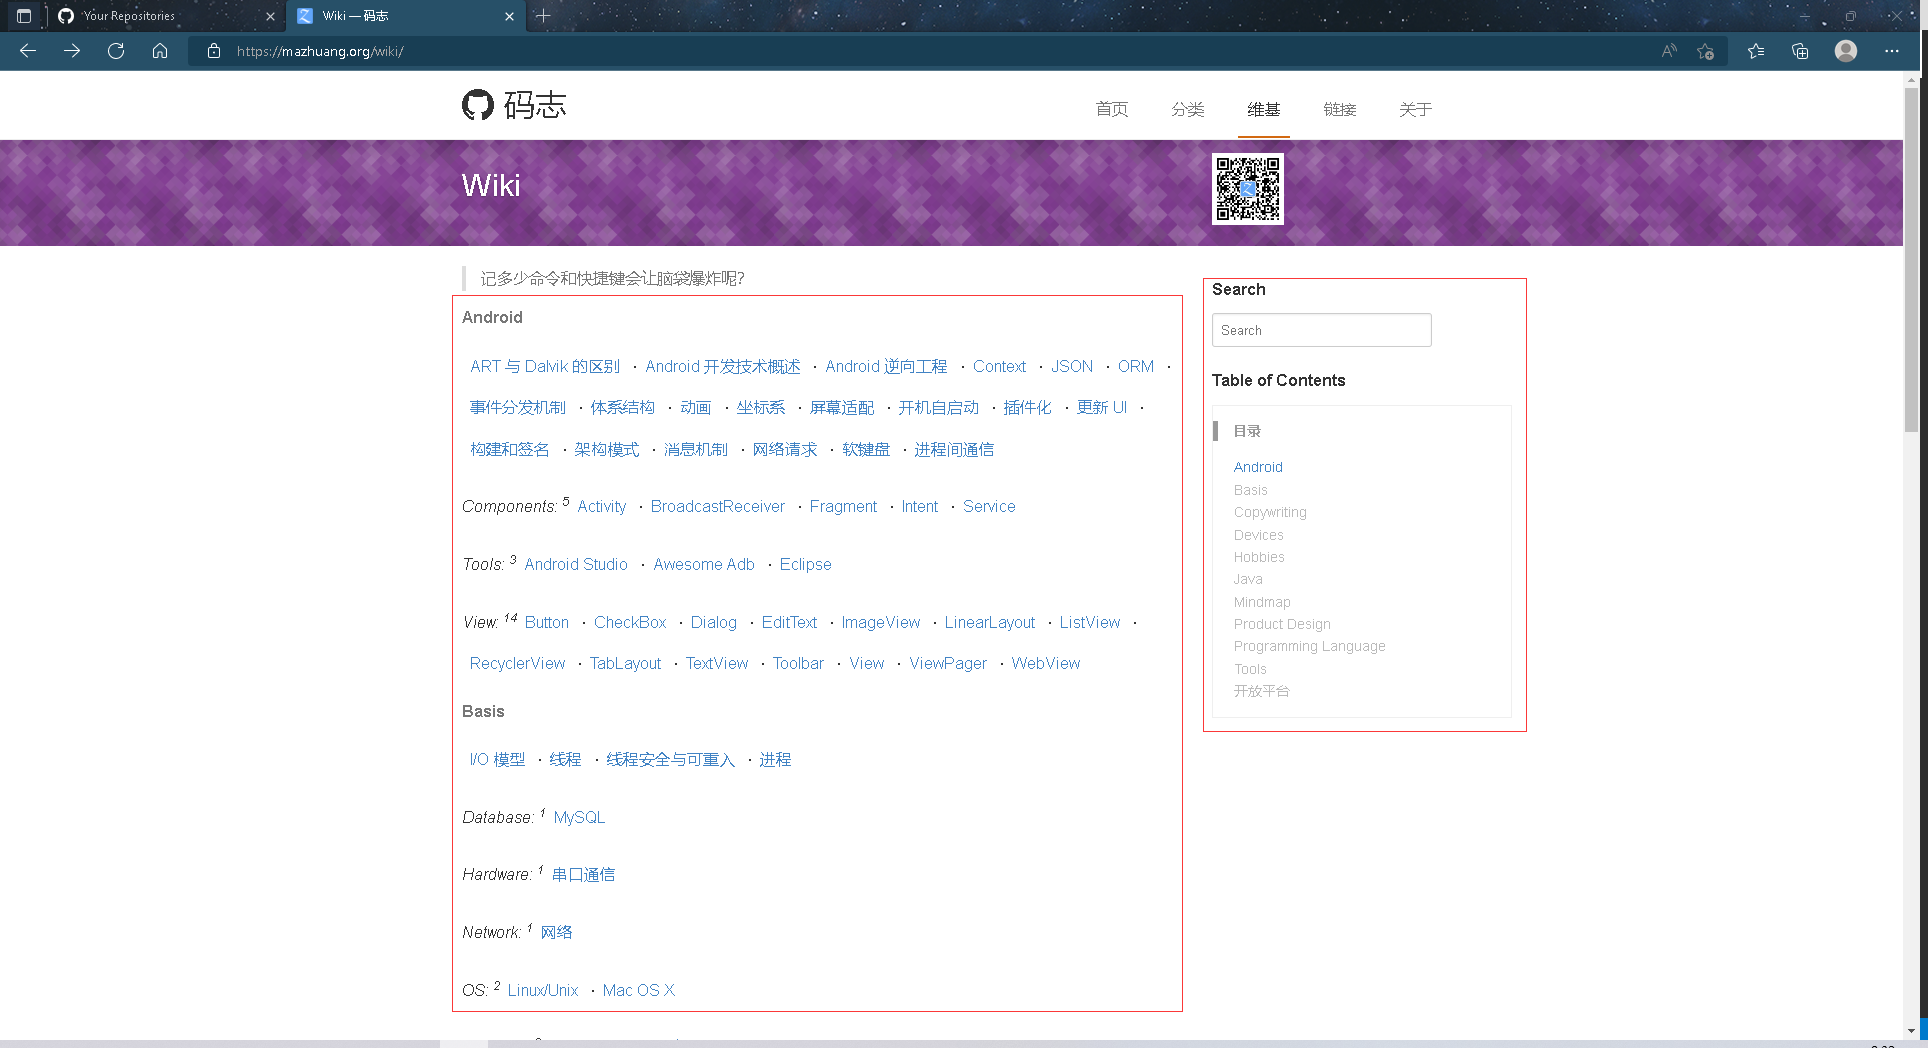 Your Repositories
Wiki — 码志
https://mazhuang.org/wiki/
码志
首页 分类 维基 链接 关于
Wiki
记多少命令和快捷键会让脑袋爆炸呢？
Android
ART 与 Dalvik 的区别 · Android 开发技术概述 · Android 逆向工程 · Context · JSON · ORM ·
事件分发机制 · 体系结构 · 动画 · 坐标系 · 屏幕适配 · 开机自启动 · 插件化 · 更新 UI ·
构建和签名 · 架构模式 · 消息机制 · 网络请求 · 软键盘 · 进程间通信
Components: 5 Activity · BroadcastReceiver · Fragment · Intent · Service
Tools: 3 Android Studio · Awesome Adb · Eclipse
View: 14 Button · CheckBox · Dialog · EditText · ImageView · LinearLayout · ListView ·
RecyclerView · TabLayout · TextView · Toolbar · View · ViewPager · WebView
Basis
I/O 模型 · 线程 · 线程安全与可重入 · 进程
Database: 1 MySQL
Hardware: 1 串口通信
Network: 1 网络
OS: 2 Linux/Unix · Mac OS X
Search
Search
Table of Contents
目录
Android
Basis
Copywriting
Devices
Hobbies
Java
Mindmap
Product Design
Programming Language
Tools
开放平台